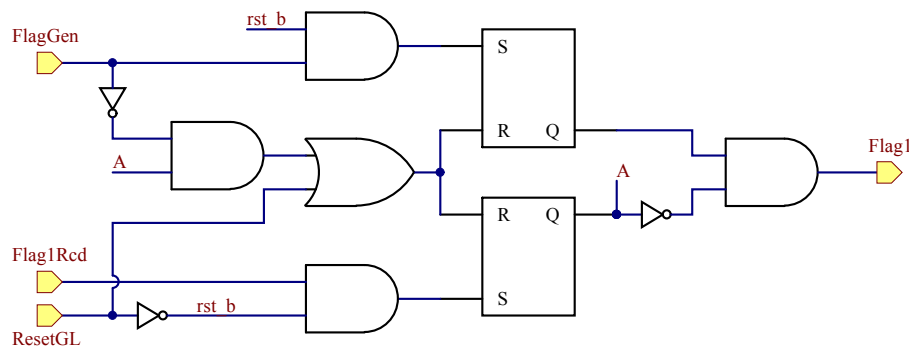 rst_b
FlagGen
S
R Q
Flag1
A
A
R Q
Flag1Rcd
S
rst_b
ResetGL